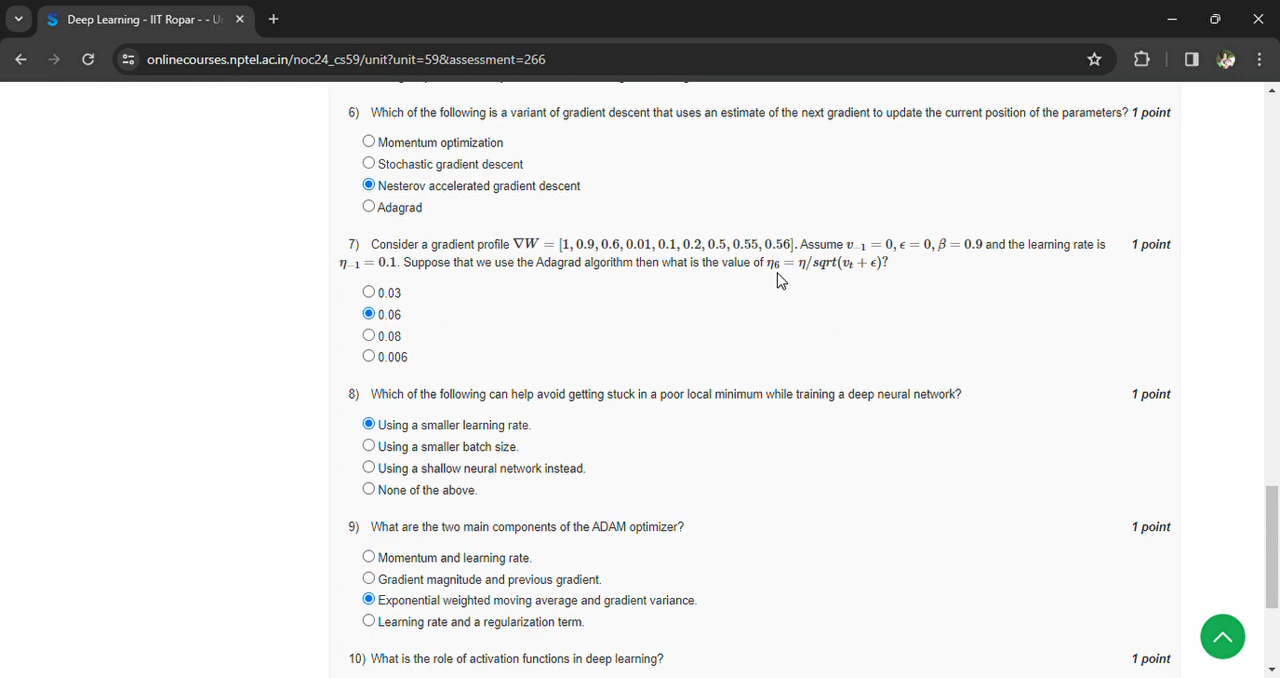 Deep Learning - IIT Ropar - - U
onlinecourses.nptel.ac.in/noc24_cs59/unit?unit=59&assessment=266
6) Which of the following is a variant of gradient descent that uses an estimate of the next gradient to update the current position of the parameters? 1 point
Momentum optimization
Stochastic gradient descent
Nesterov accelerated gradient descent
Adagrad
7) Consider a gradient profile ∇W = [1, 0.9, 0.6, 0.01, 0.1, 0.2, 0.5, 0.55, 0.56]. Assume v₋₁ = 0, ϵ = 0, β = 0.9 and the learning rate is 1 point
η₋₁ = 0.1. Suppose that we use the Adagrad algorithm then what is the value of η₆ = η/sqrt(vₜ + ϵ)?
0.03
0.06
0.08
0.006
8) Which of the following can help avoid getting stuck in a poor local minimum while training a deep neural network? 1 point
Using a smaller learning rate.
Using a smaller batch size.
Using a shallow neural network instead.
None of the above.
9) What are the two main components of the ADAM optimizer? 1 point
Momentum and learning rate.
Gradient magnitude and previous gradient.
Exponential weighted moving average and gradient variance.
Learning rate and a regularization term.
10) What is the role of activation functions in deep learning? 1 point